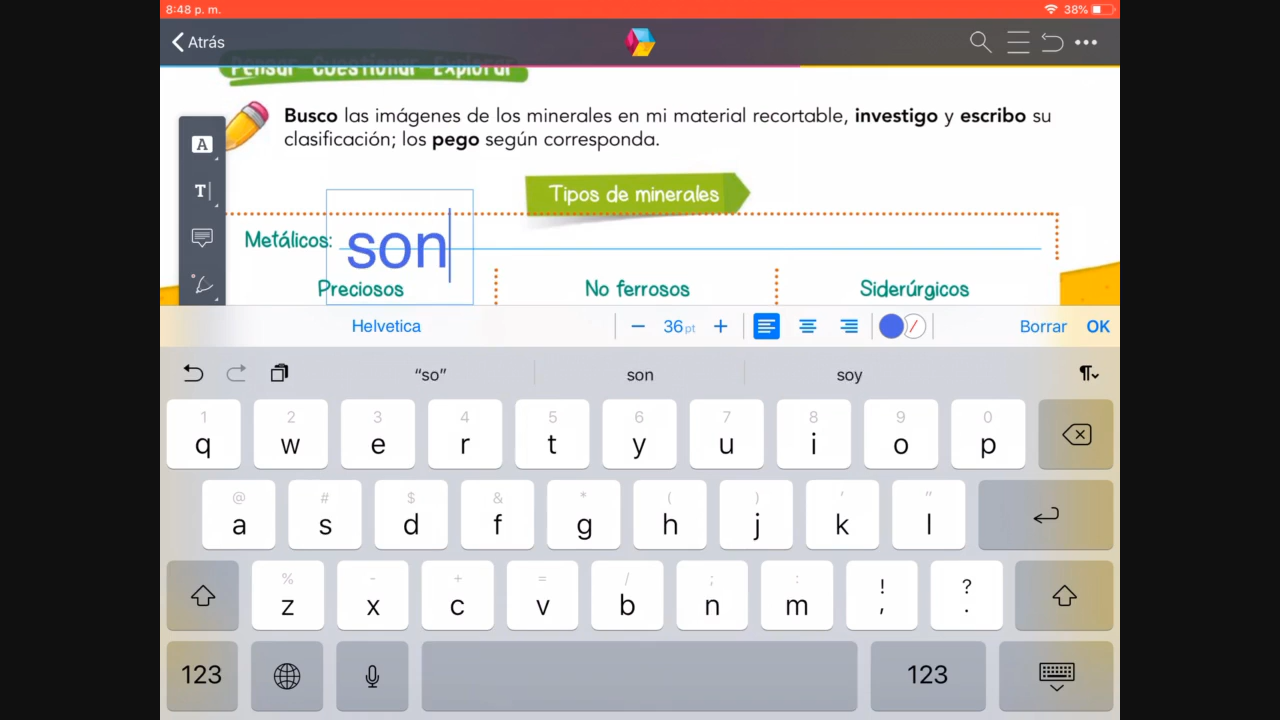 8:48 p. m.
38%
Atrás
Pensar Cuestionar Explorar
Busco las imágenes de los minerales en mi material recortable, investigo y escribo su
clasificación; los pego según corresponda.
A
T
Tipos de minerales
Metálicos: son
Preciosos No ferrosos Siderúrgicos
Helvetica − 36 pt + Borrar OK
“so” son soy
1 2 3 4 5 6 7 8 9 0
q w e r t y u i o p
@ # $ & * ( ) ' "
a s d f g h j k l
% - + = / ; : ! ?
z x c v b n m , .
123 123